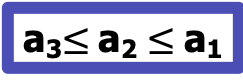 a₃≤ a₂ ≤ a₁